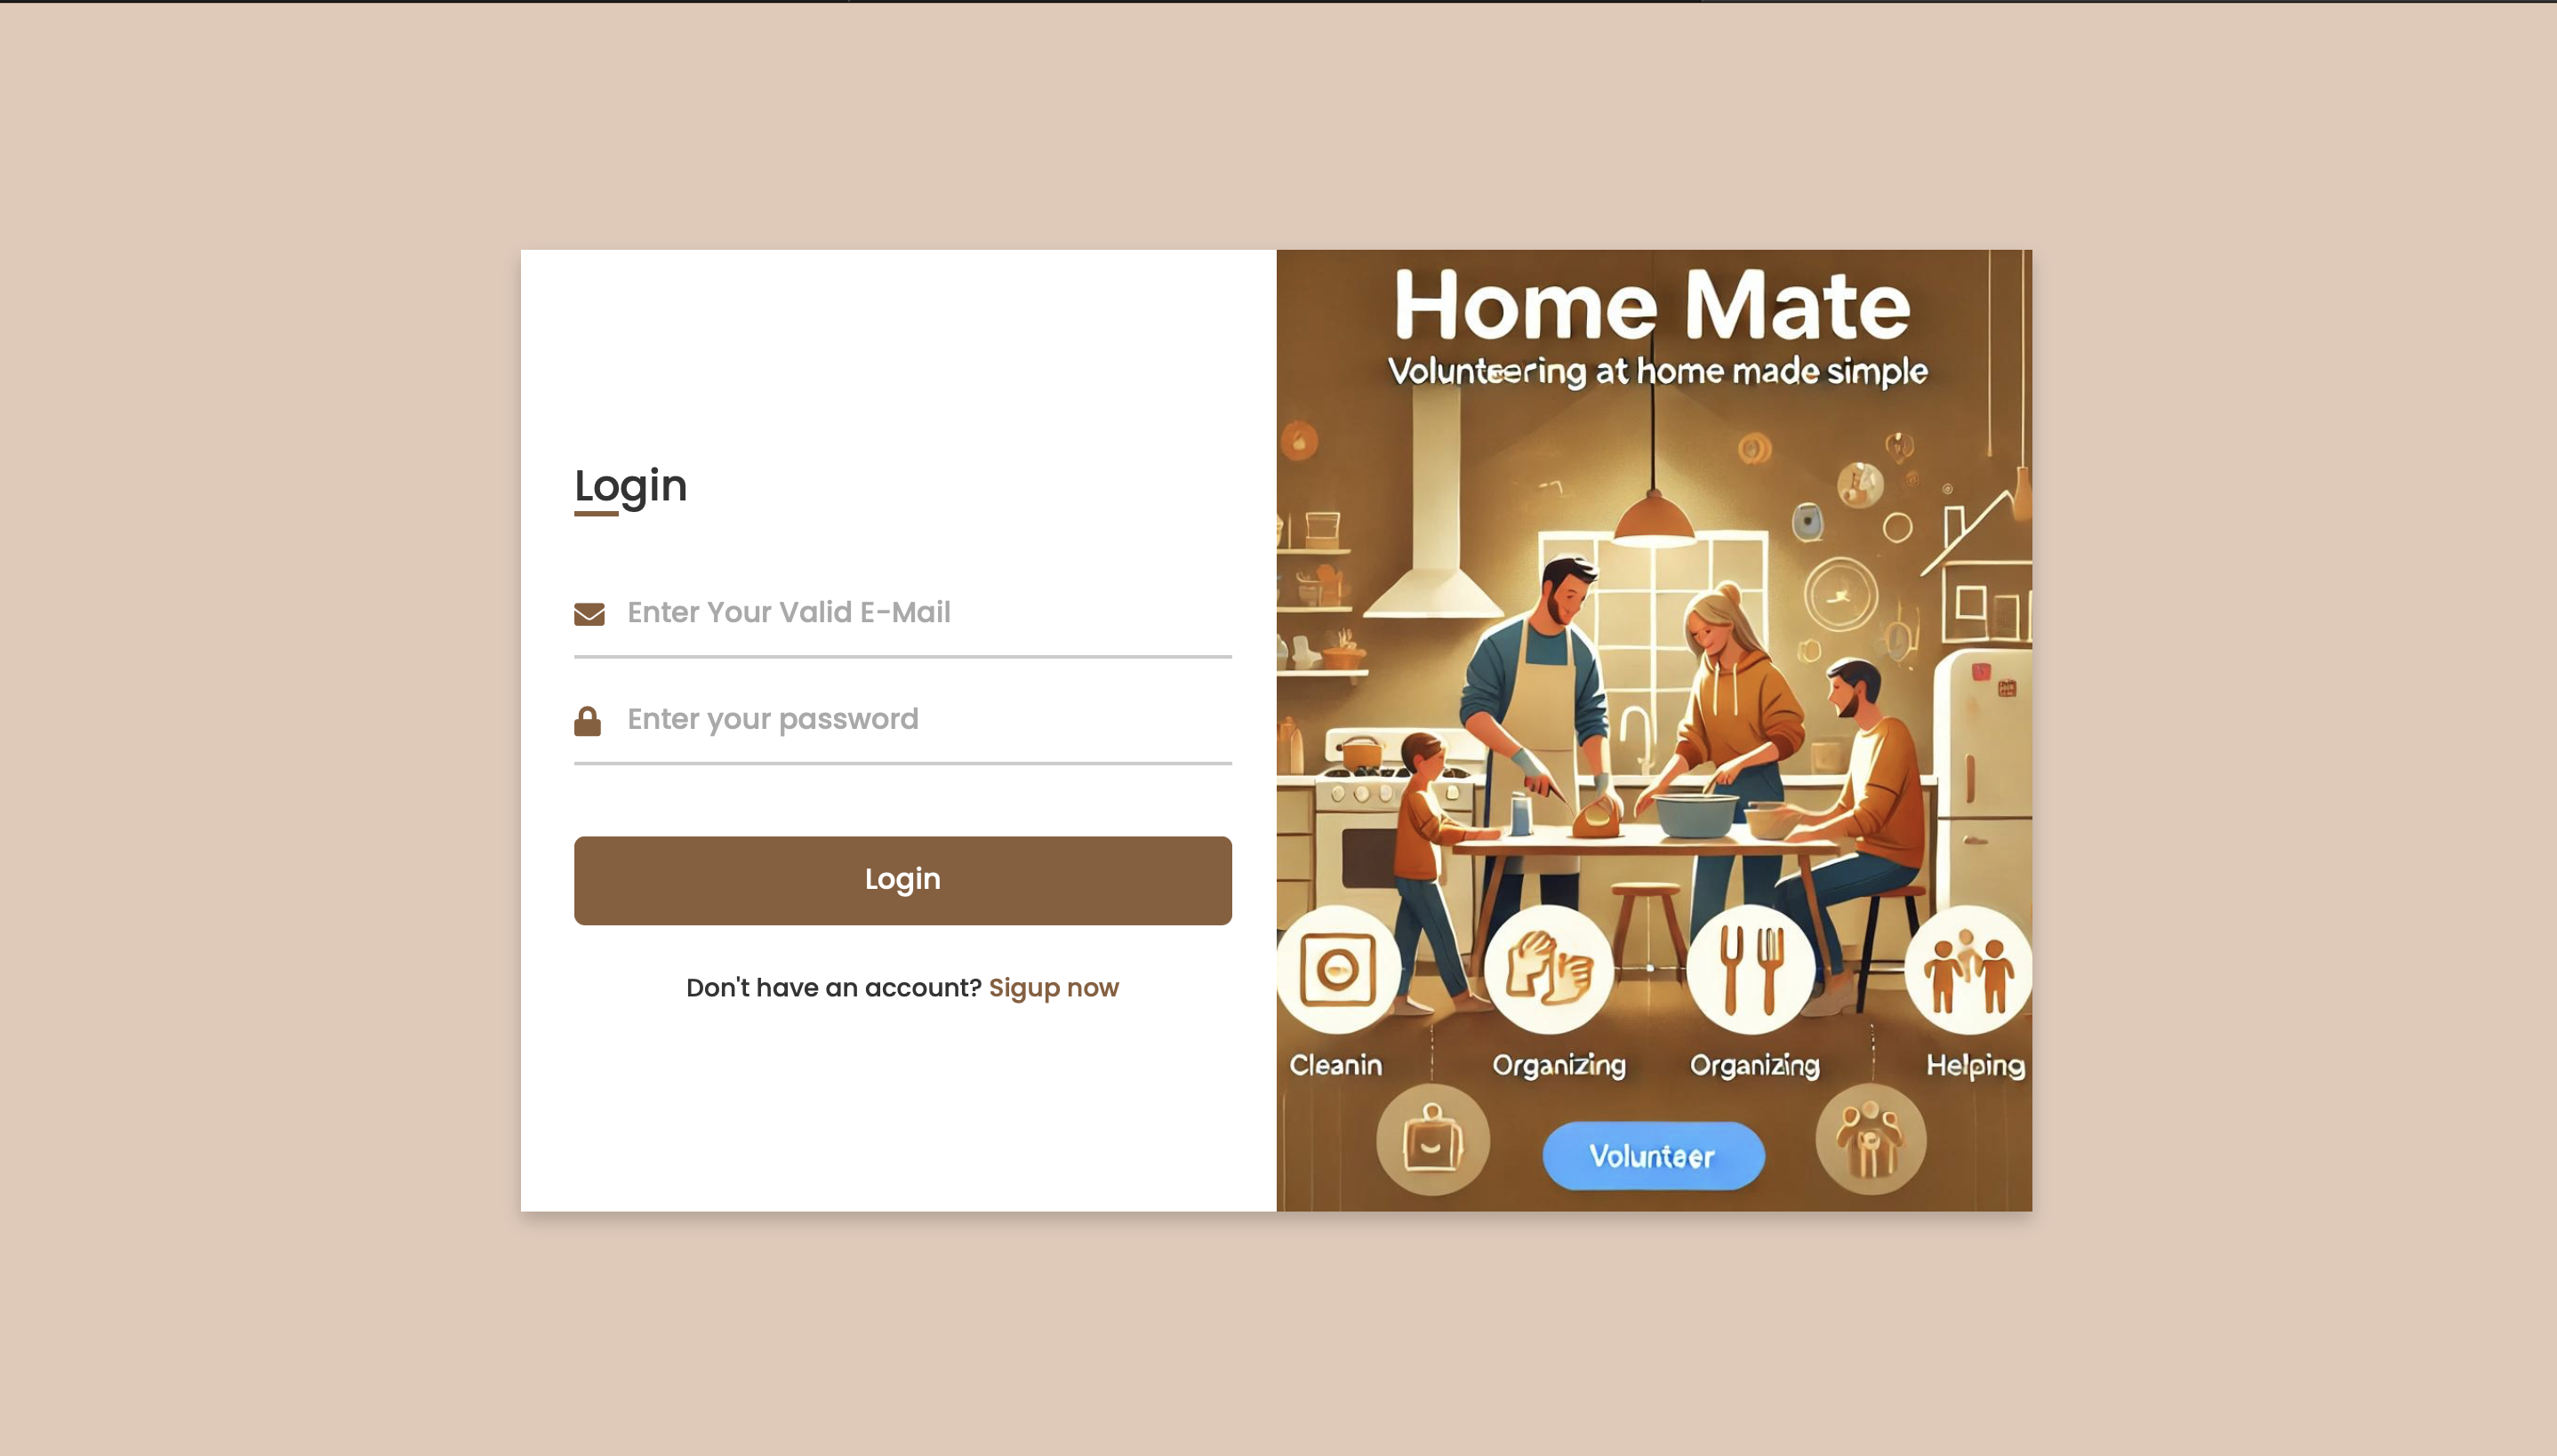 Login
Enter Your Valid E-Mail
Enter your password
Login
Don't have an account? Sigup now
Home Mate
Volunteering at home made simple
Cleanin
Organizing
Organizing
Helping
Volunteer